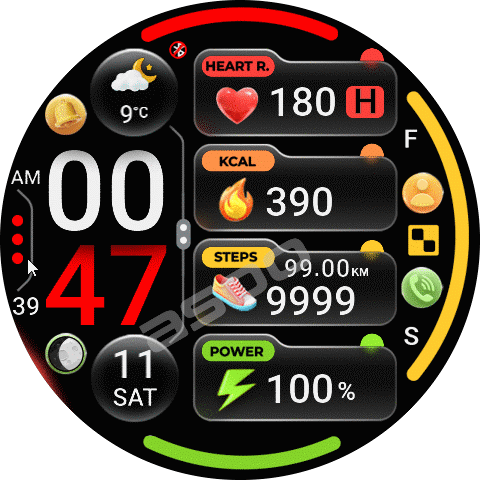 HEART R.
180 H
9°C
F
KCAL
390
AM
00
STEPS
99.00KM
9999
47
39
S
POWER
100%
11
SAT